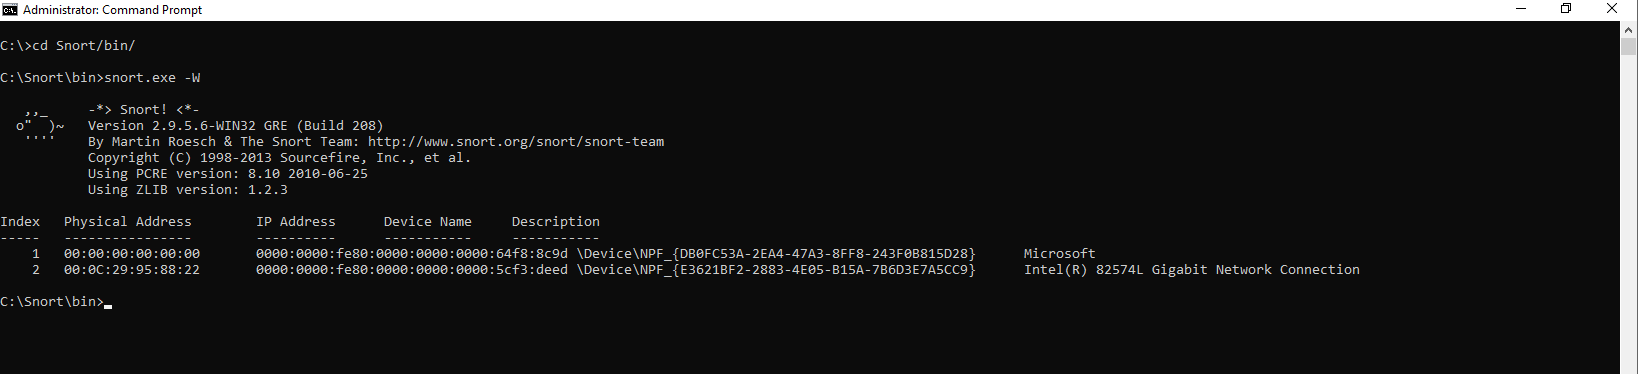 Administrator: Command Prompt
C:\>cd Snort/bin/
C:\Snort\bin>snort.exe -W
   ,,_     -*> Snort! <*-
  o"  )~   Version 2.9.5.6-WIN32 GRE (Build 208)
   ''''    By Martin Roesch & The Snort Team: http://www.snort.org/snort/snort-team
           Copyright (C) 1998-2013 Sourcefire, Inc., et al.
           Using PCRE version: 8.10 2010-06-25
           Using ZLIB version: 1.2.3
Index   Physical Address        IP Address      Device Name     Description
-----   ----------------        ----------      -----------     -----------
    1   00:00:00:00:00:00       0000:0000:fe80:0000:0000:0000:64f8:8c9d \Device\NPF_{DB0FC53A-2EA4-47A3-8FF8-243F0B815D28}      Microsoft
    2   00:0C:29:95:88:22       0000:0000:fe80:0000:0000:0000:5cf3:deed \Device\NPF_{E3621BF2-2883-4E05-B15A-7B6D3E7A5CC9}      Intel(R) 82574L Gigabit Network Connection
C:\Snort\bin>